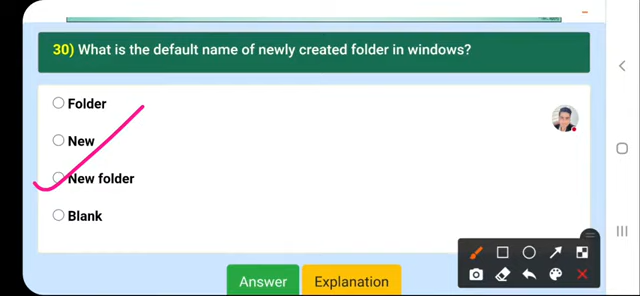 30) What is the default name of newly created folder in windows?
Folder
New
New folder
Blank
Answer
Explanation